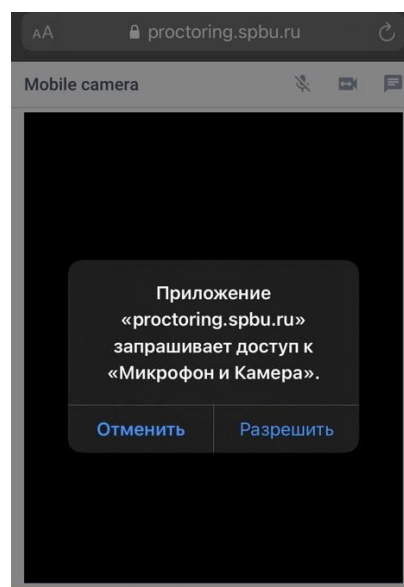 AA proctoring.spbu.ru
Mobile camera
Приложение
«proctoring.spbu.ru»
запрашивает доступ к
«Микрофон и Камера».
Отменить Разрешить